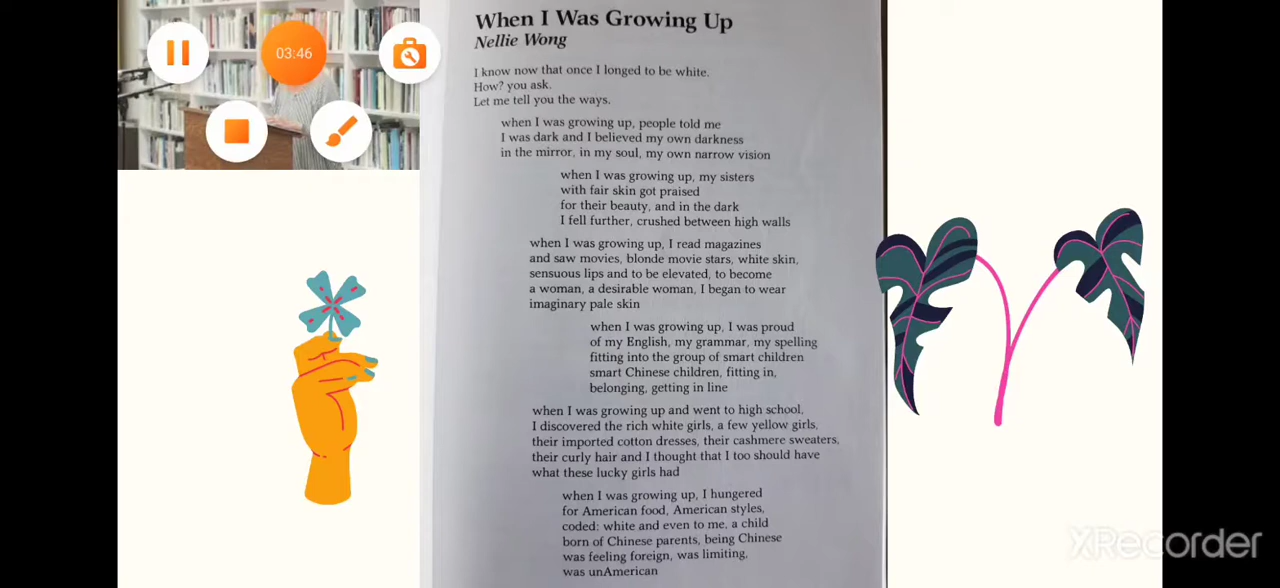 03:46
When I Was Growing Up
Nellie Wong
I know now that once I longed to be white.
How? you ask.
Let me tell you the ways.
when I was growing up, people told me
I was dark and I believed my own darkness
in the mirror, in my soul, my own narrow vision
when I was growing up, my sisters
with fair skin got praised
for their beauty, and in the dark
I fell further, crushed between high walls
when I was growing up, I read magazines
and saw movies, blonde movie stars, white skin,
sensuous lips and to be elevated, to become
a woman, a desirable woman, I began to wear
imaginary pale skin
when I was growing up, I was proud
of my English, my grammar, my spelling
fitting into the group of smart children
smart Chinese children, fitting in,
belonging, getting in line
when I was growing up and went to high school,
I discovered the rich white girls, a few yellow girls,
their imported cotton dresses, their cashmere sweaters,
their curly hair and I thought that I too should have
what these lucky girls had
when I was growing up, I hungered
for American food, American styles,
coded: white and even to me, a child
born of Chinese parents, being Chinese
was feeling foreign, was limiting,
was unAmerican
XRecorder